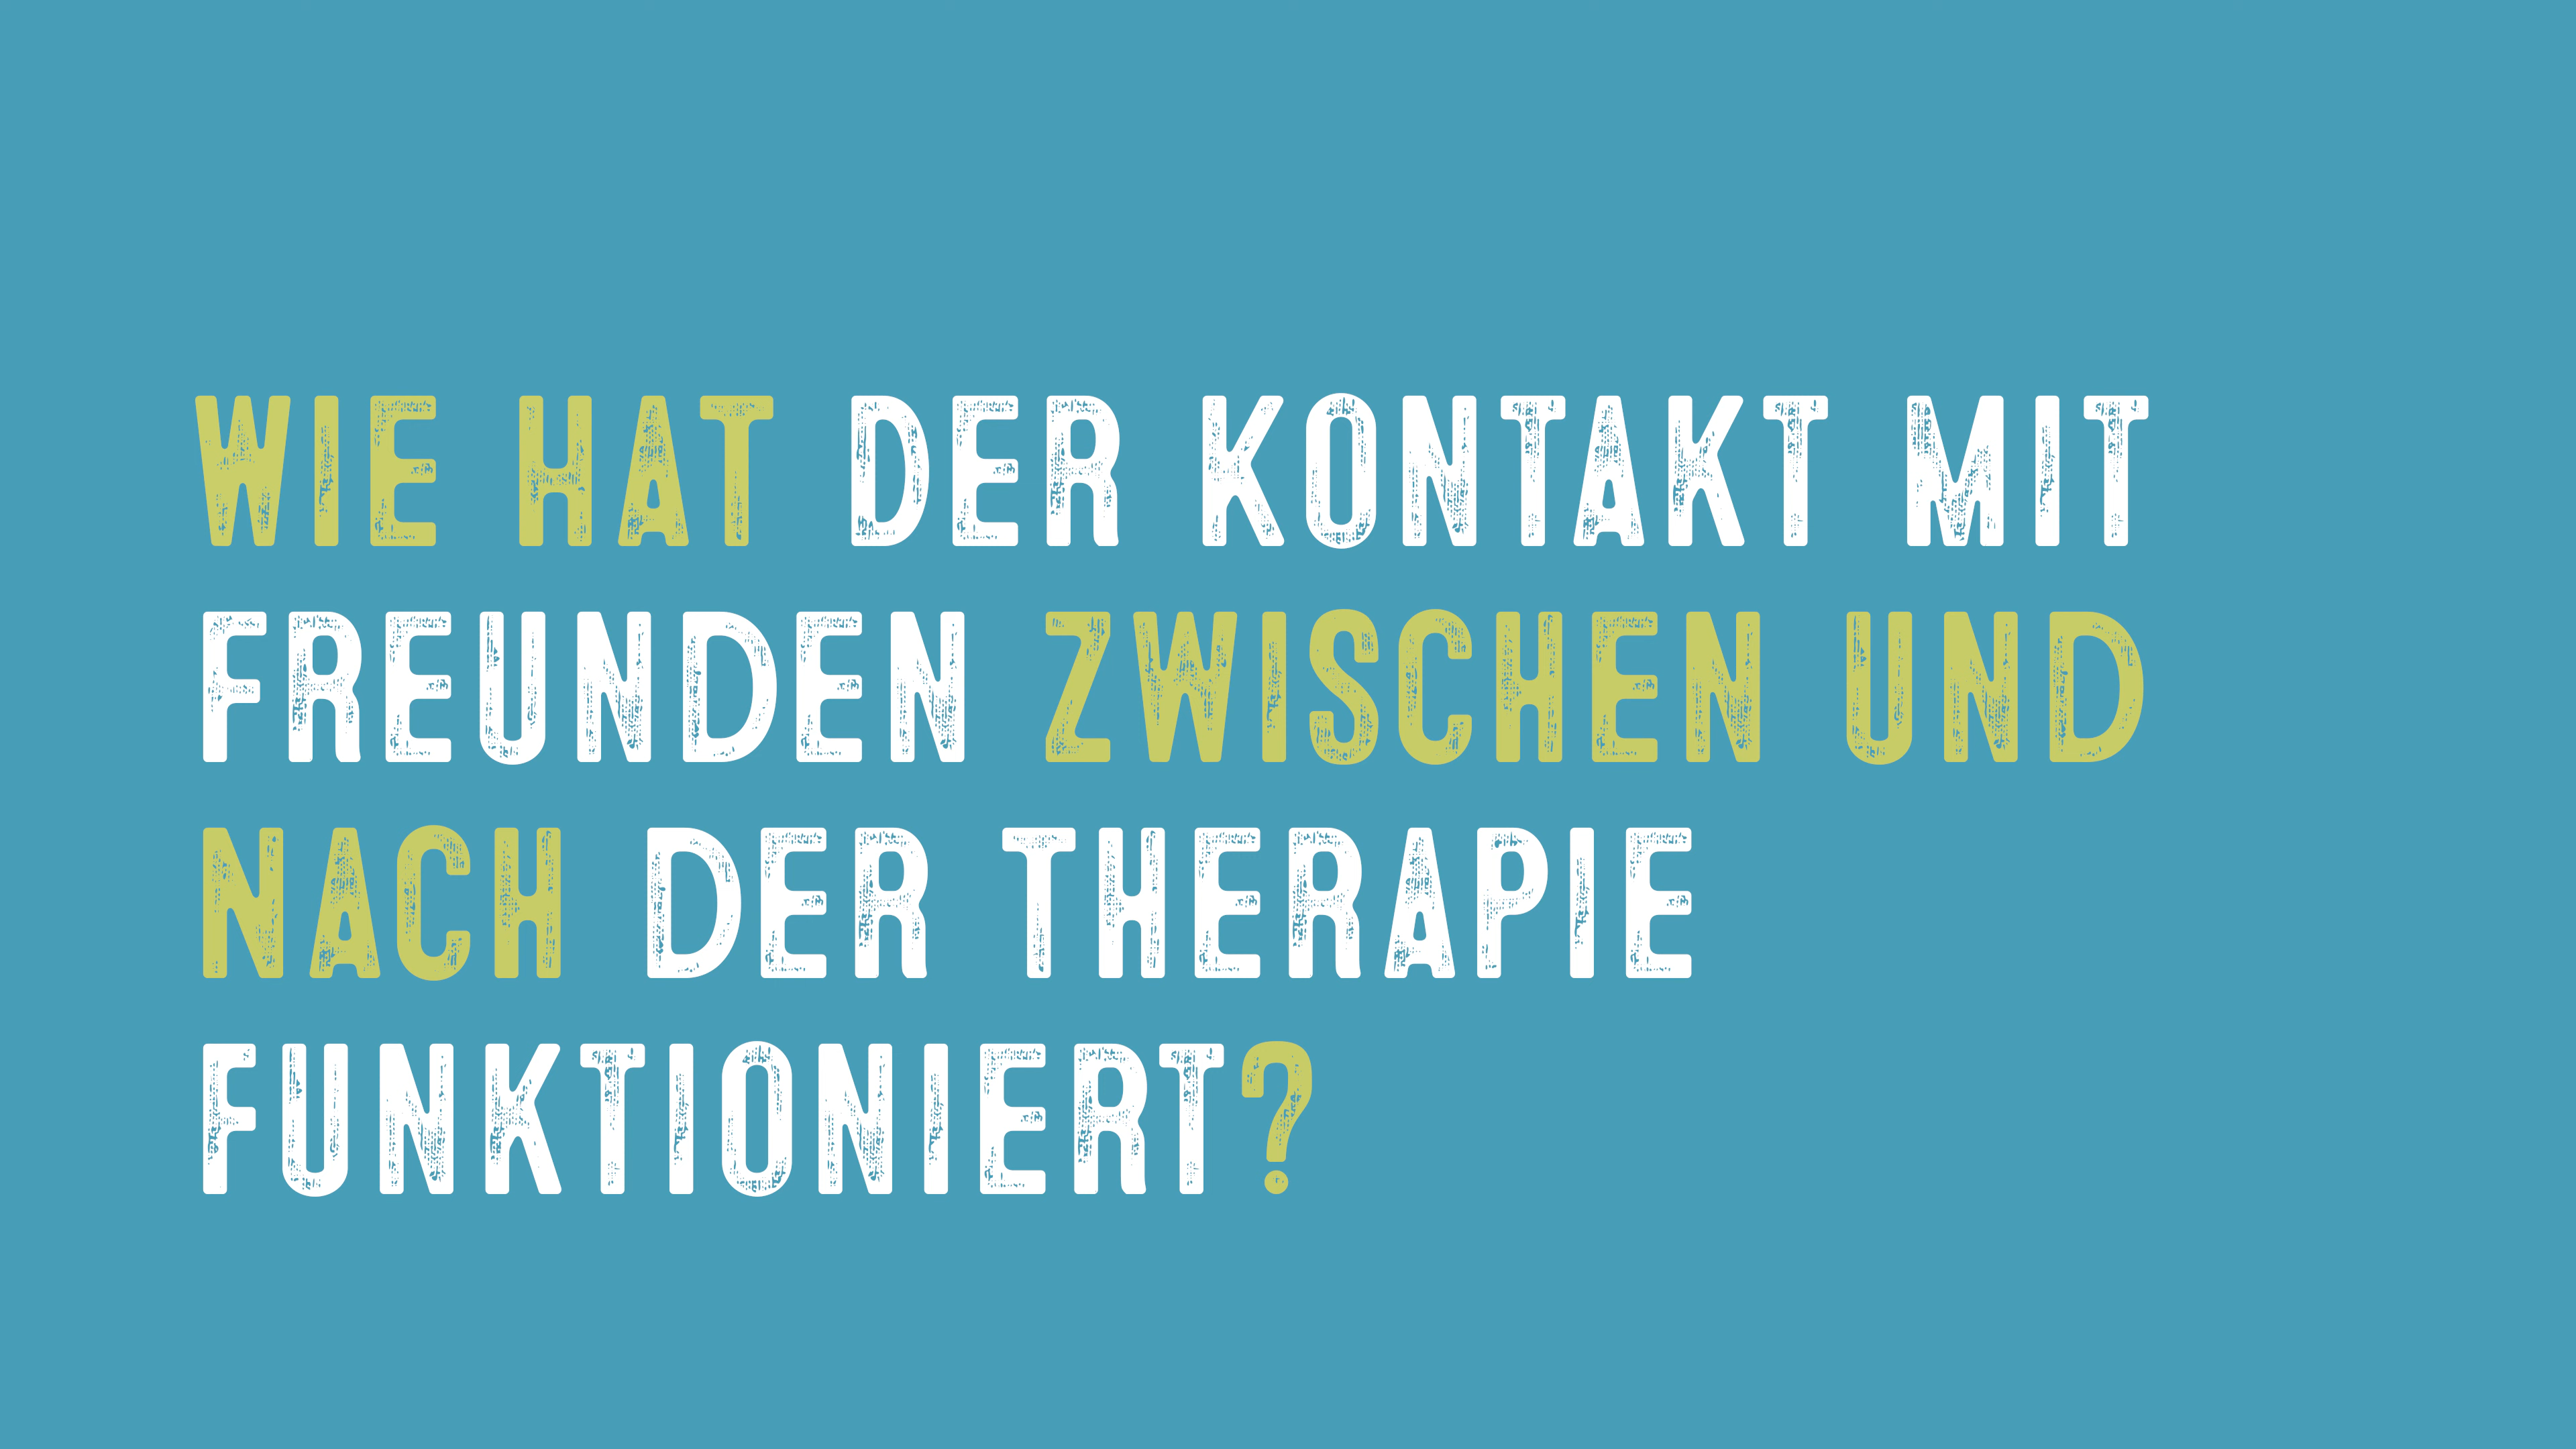 WIE HAT DER KONTAKT MIT
FREUNDEN ZWISCHEN UND
NACH DER THERAPIE
FUNKTIONIERT?